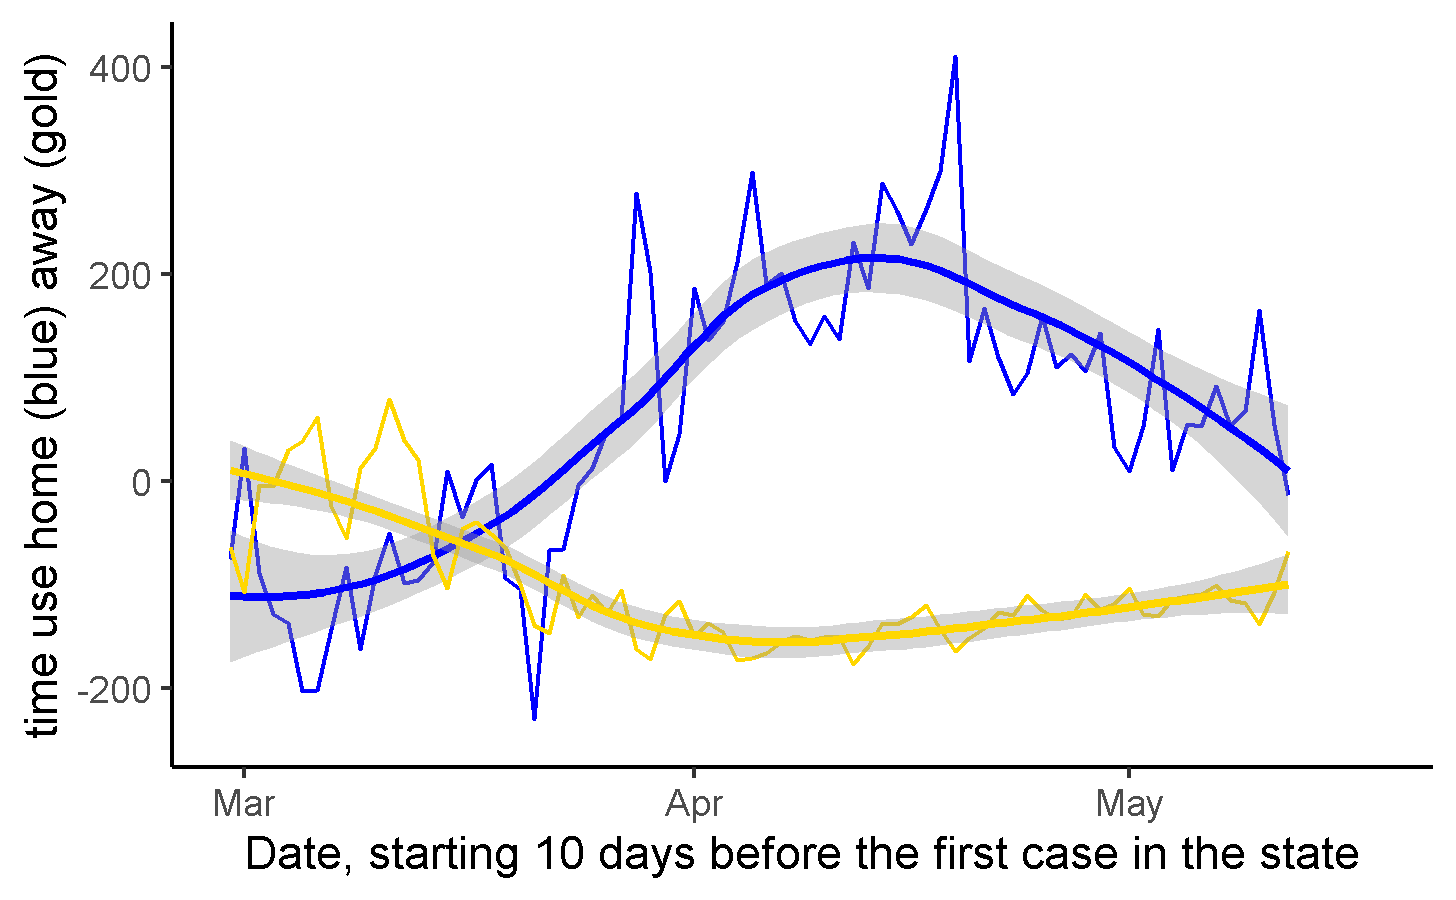 time use home (blue) away (gold)
400
200
0
-200
Mar Apr May
Date, starting 10 days before the first case in the state